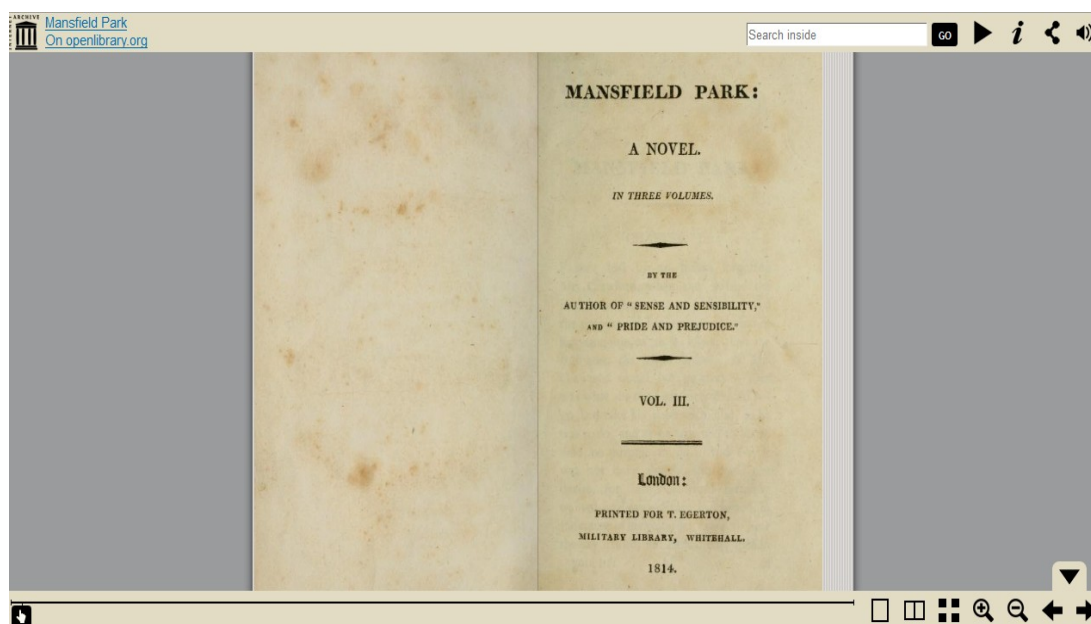 ARCHIVE
Mansfield Park
On openlibrary.org
Search inside
GO
MANSFIELD PARK:
A NOVEL.
IN THREE VOLUMES.
BY THE
AUTHOR OF "SENSE AND SENSIBILITY,"
AND "PRIDE AND PREJUDICE."
VOL. III.
London:
PRINTED FOR T. EGERTON,
MILITARY LIBRARY, WHITEHALL.
1814.